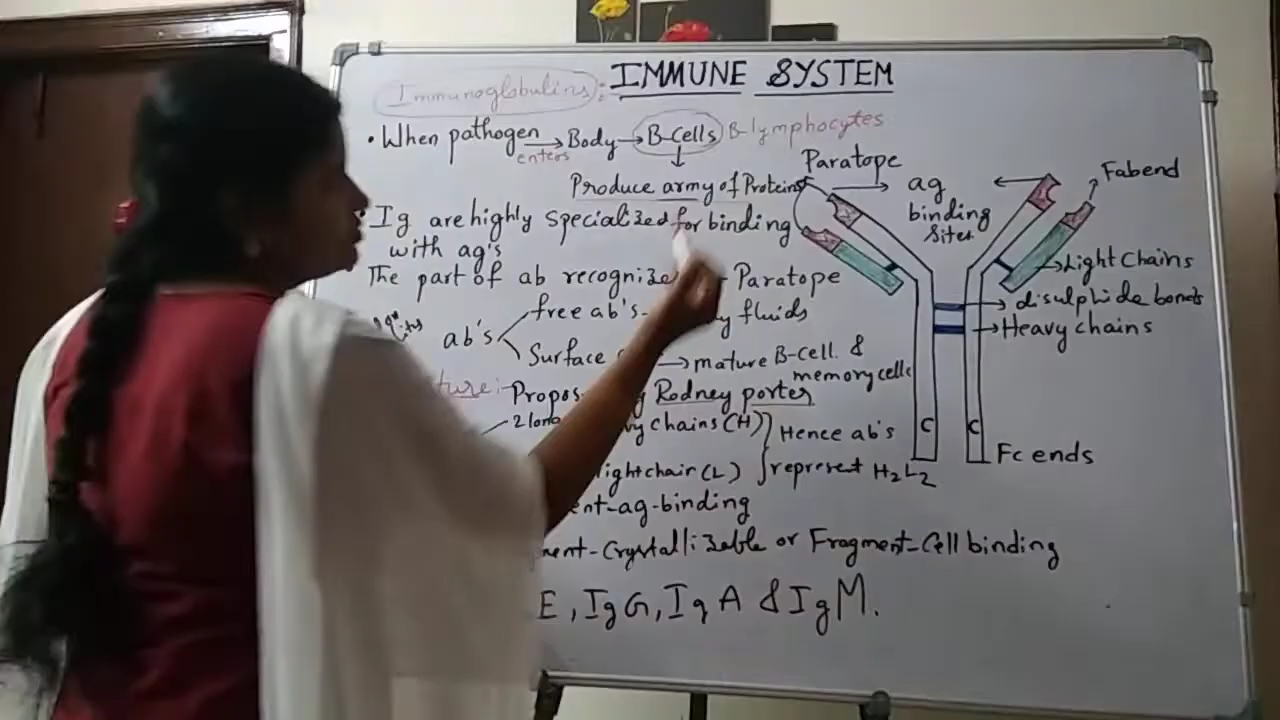 Immunoglobulins: IMMUNE SYSTEM
• When pathogen enters → Body → B-Cells B-lymphocytes
Produce army of Proteins
• Ig are highly specialized for binding
with ag's
The part of ab recognize Paratope
ab's free ab's- fluids
Surface → mature B-Cell &
memory cells
Rodney porter
2 long Chains (H)
Hence ab's
represent H2L2
(L)
ag-binding
Crystallizable or Fragment-Cell binding
E, IgG, IgA & IgM.
Paratope
ag
binding
Sites
Fab end
Light Chains
disulphide bonds
Heavy chains
C C
Fc ends